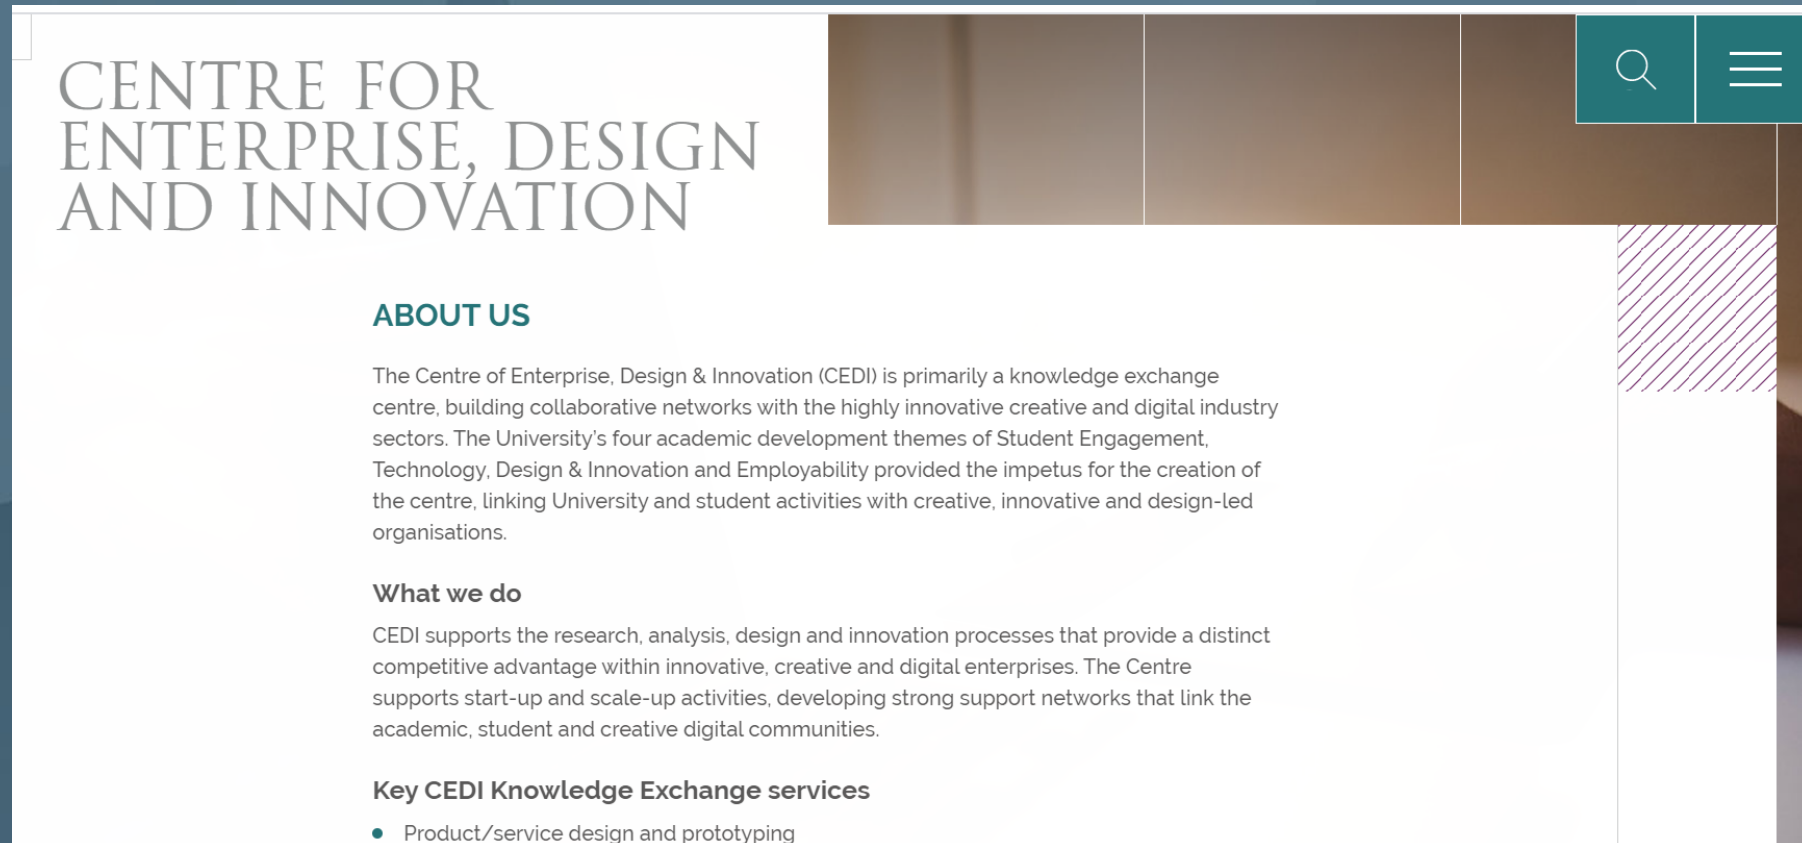 CENTRE FOR
ENTERPRISE, DESIGN
AND INNOVATION
ABOUT US
The Centre of Enterprise, Design & Innovation (CEDI) is primarily a knowledge exchange
centre, building collaborative networks with the highly innovative creative and digital industry
sectors. The University’s four academic development themes of Student Engagement,
Technology, Design & Innovation and Employability provided the impetus for the creation of
the centre, linking University and student activities with creative, innovative and design-led
organisations.
What we do
CEDI supports the research, analysis, design and innovation processes that provide a distinct
competitive advantage within innovative, creative and digital enterprises. The Centre
supports start-up and scale-up activities, developing strong support networks that link the
academic, student and creative digital communities.
Key CEDI Knowledge Exchange services
Product/service design and prototyping